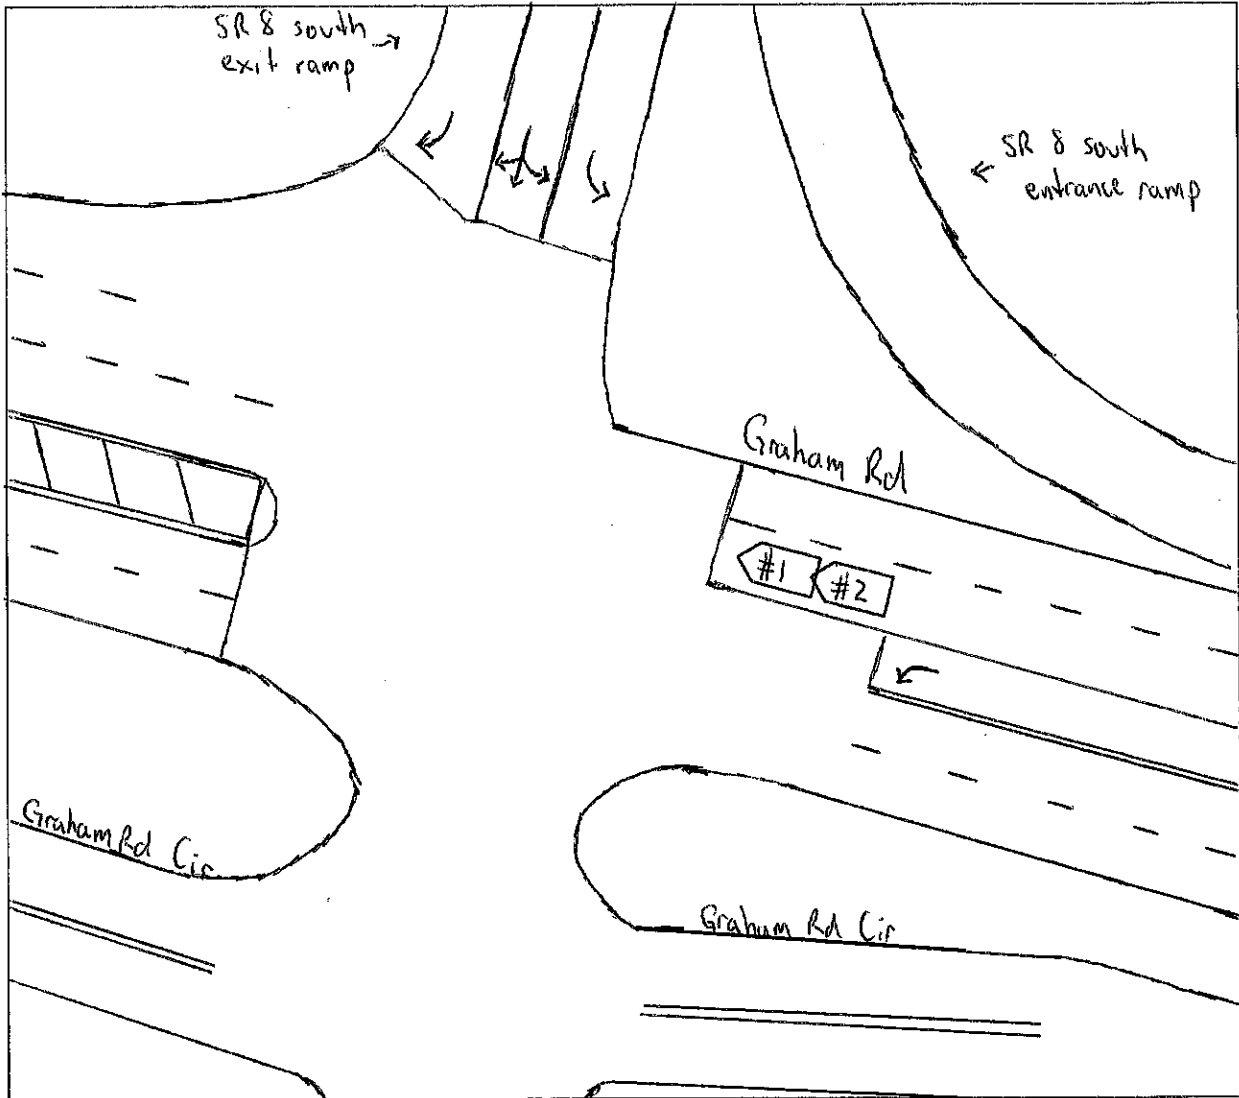 SR 8 south
exit ramp
SR 8 south
entrance ramp
Graham Rd
#1
#2
Graham Rd Cir
Graham Rd Cir